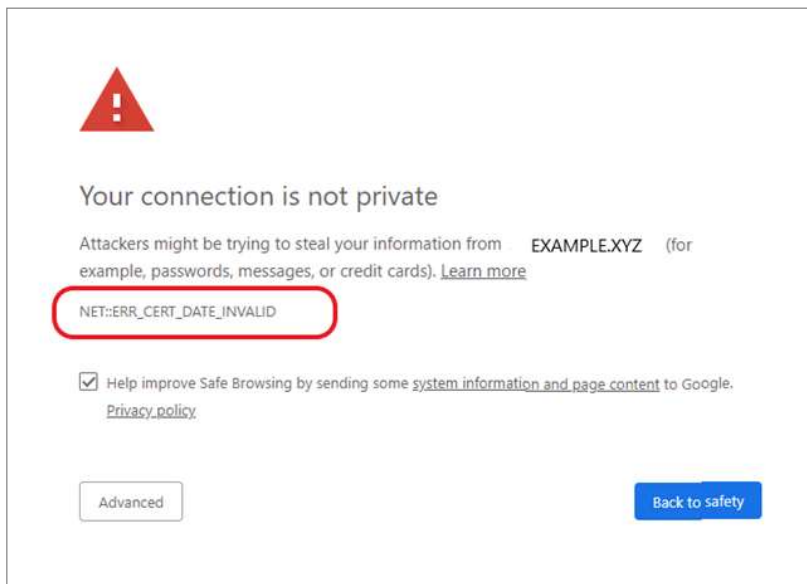 Your connection is not private
Attackers might be trying to steal your information from EXAMPLE.XYZ (for
example, passwords, messages, or credit cards). Learn more
NET::ERR_CERT_DATE_INVALID
Help improve Safe Browsing by sending some system information and page content to Google.
Privacy policy
Advanced
Back to safety